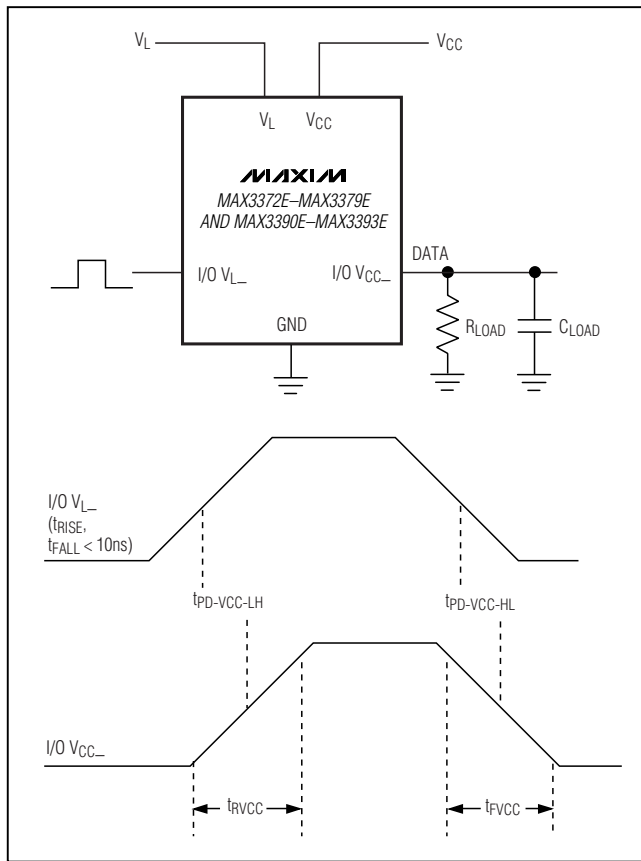 VL
VCC
VL VCC
MAXIM
MAX3372E–MAX3379E
AND MAX3390E–MAX3393E
DATA
I/O VL_
I/O VCC_
RLOAD
CLOAD
GND
I/O VL_
(tRISE,
tFALL < 10ns)
tPD-VCC-LH
tPD-VCC-HL
I/O VCC_
tRVCC
tFVCC